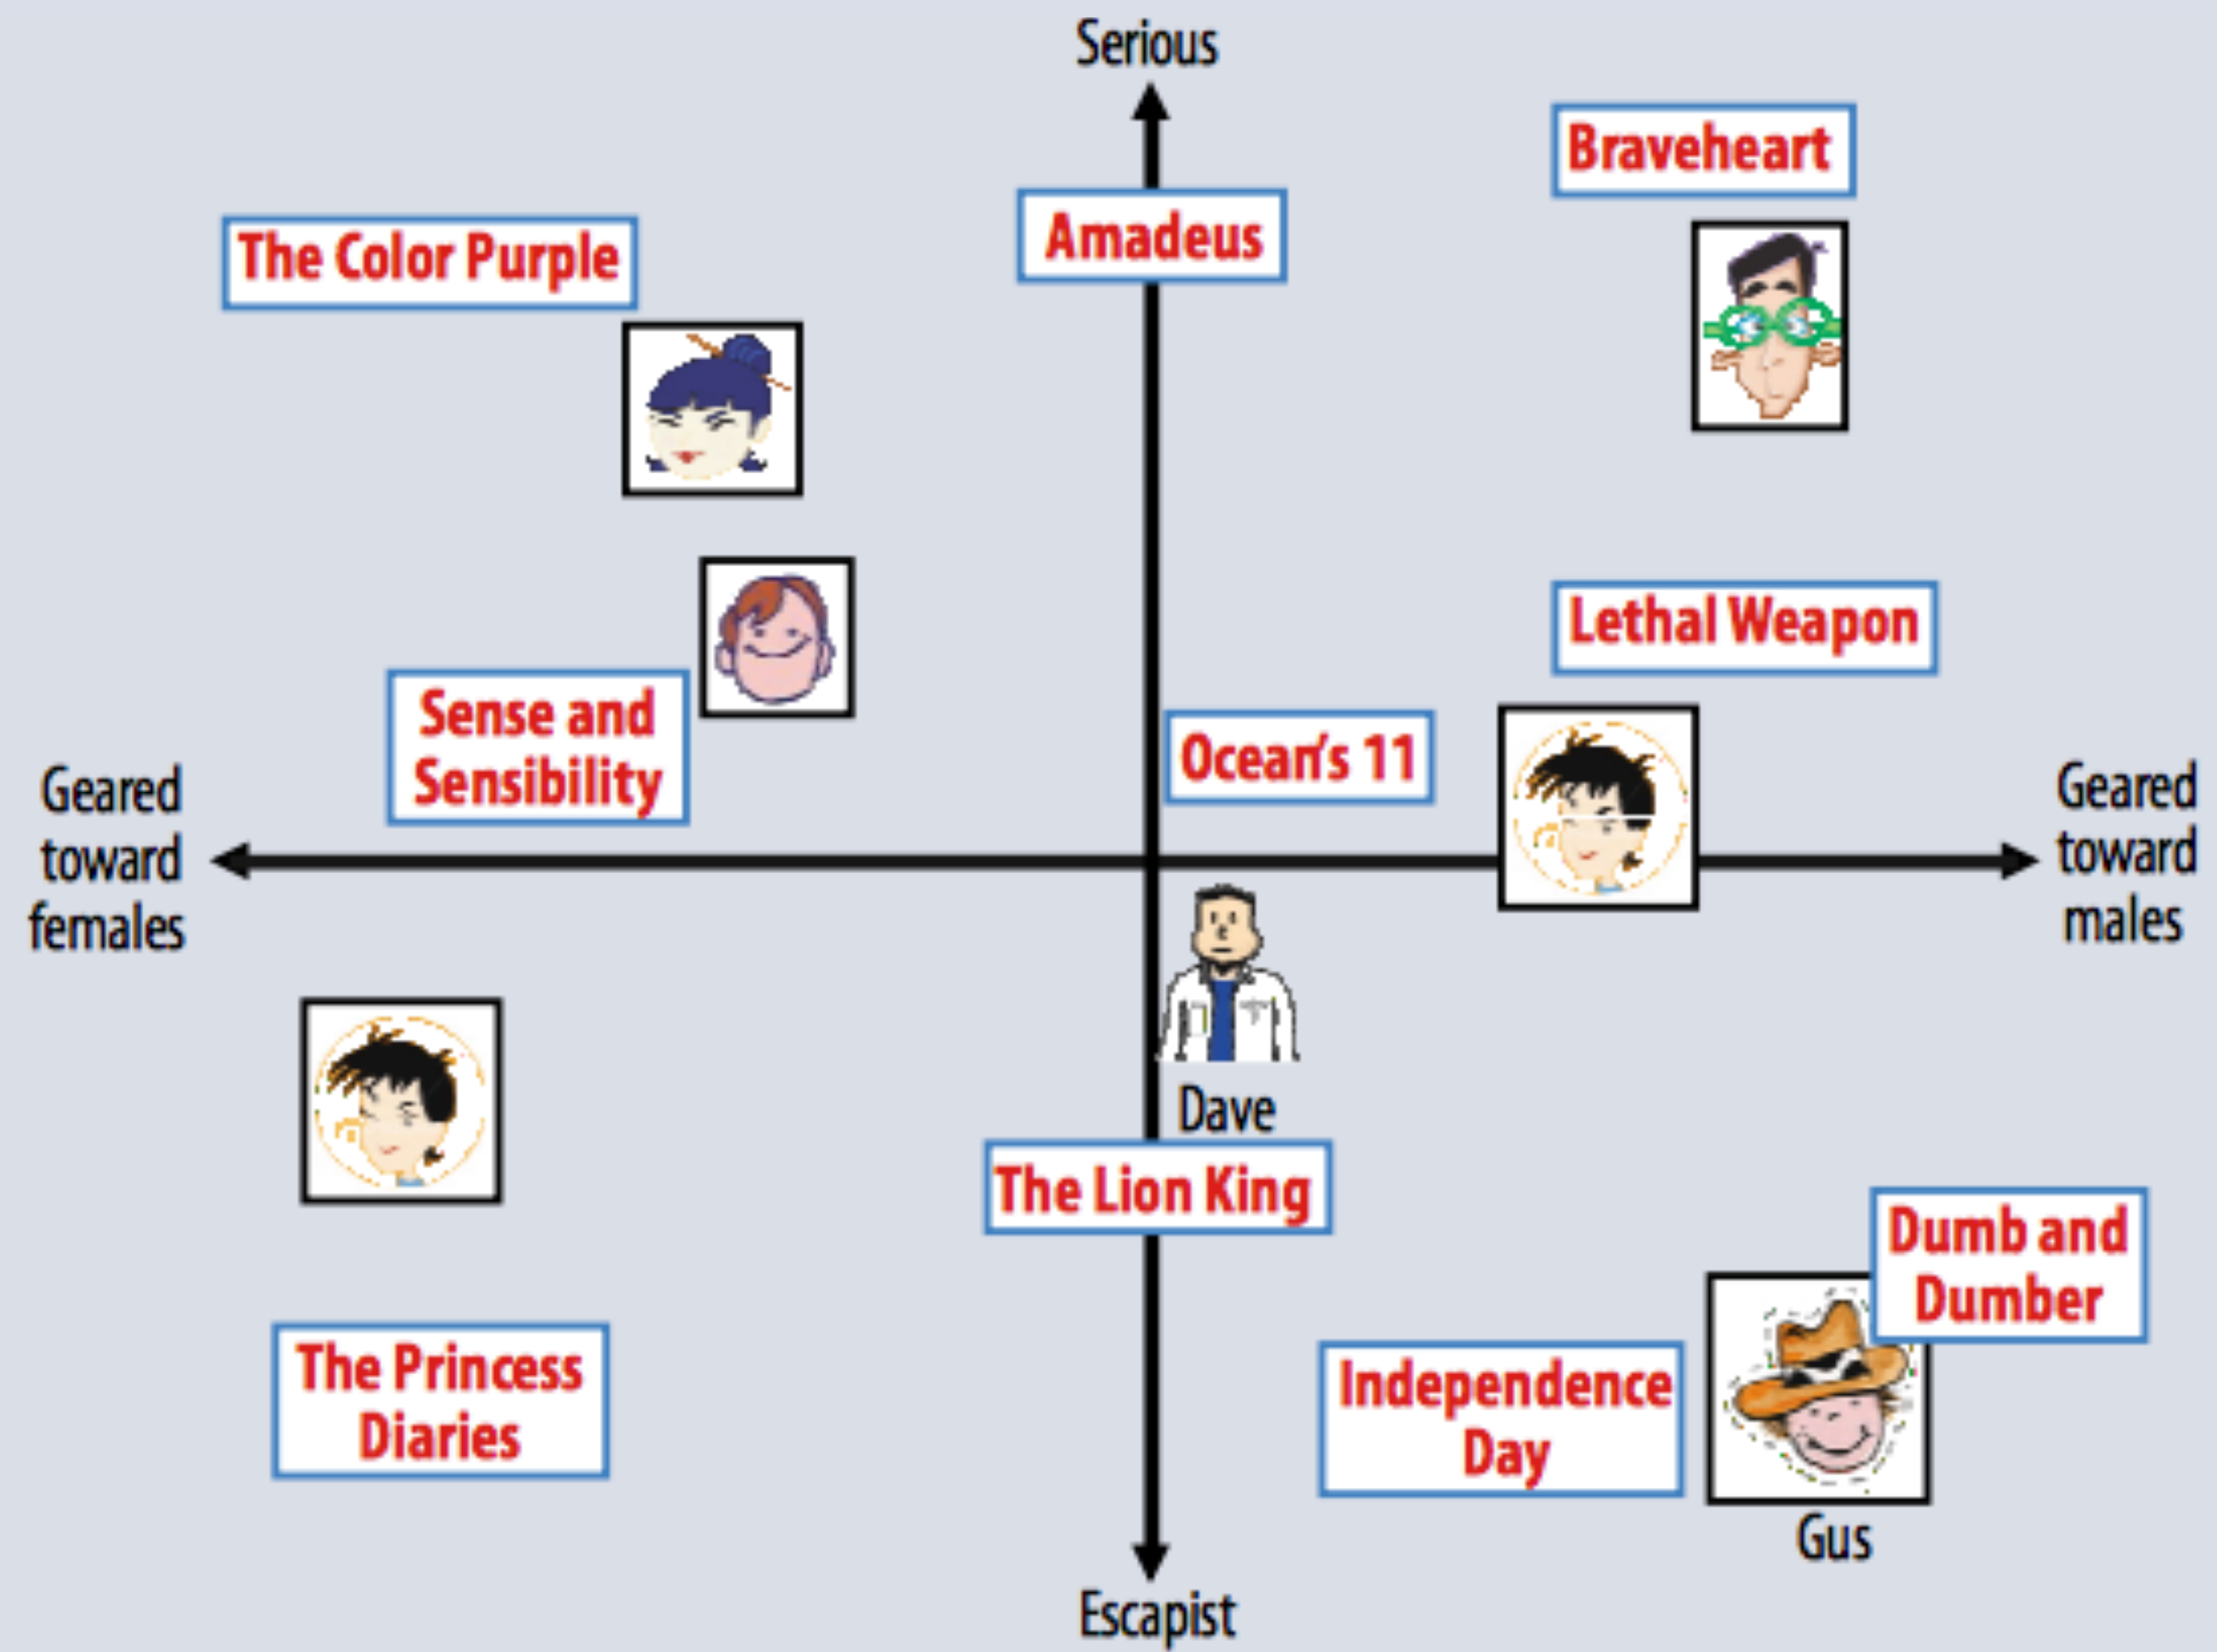 Serious
Braveheart
Amadeus
The Color Purple
Lethal Weapon
Sense and
Sensibility
Ocean's 11
Geared
toward
females
Geared
toward
males
Dave
The Lion King
Dumb and
Dumber
The Princess
Diaries
Independence
Day
Gus
Escapist